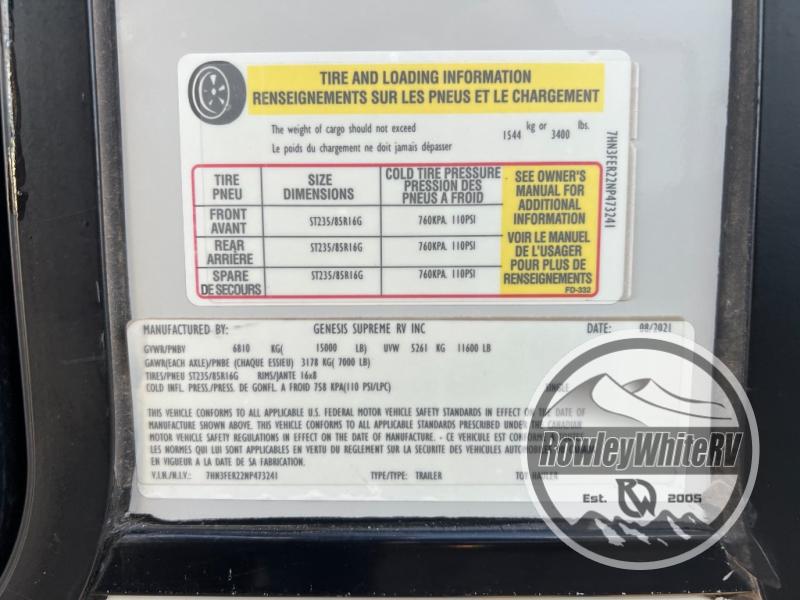 TIRE AND LOADING INFORMATION
RENSEIGNEMENTS SUR LES PNEUS ET LE CHARGEMENT
The weight of cargo should not exceed 1544 kg or 3400 lbs.
Le poids du chargement ne doit jamais dépasser
7HN3FER22NP473241
TIRE PNEU
SIZE DIMENSIONS
COLD TIRE PRESSURE
PRESSION DES
PNEUS A FROID
FRONT AVANT
ST235/85R16G
760KPA. 110PSI
REAR ARRIÈRE
ST235/85R16G
760KPA. 110PSI
SPARE DE SECOURS
ST235/85R16G
760KPA. 110PSI
SEE OWNER'S
MANUAL FOR
ADDITIONAL
INFORMATION
VOIR LE MANUEL
DE L'USAGER
POUR PLUS DE
RENSEIGNEMENTS
FD-332
MANUFACTURED BY: GENESIS SUPREME RV INC DATE: 08/2021
GVWR/PNBV 6810 KG( 15000 LB) UVW 5261 KG 11600 LB
GAWR(EACH AXLE)/PNBE (CHAQUE ESSIEU) 3178 KG( 7000 LB)
TIRES/PNEU ST235/85R16G RIMS/JANTE 16x8
COLD INFL. PRESS./PRESS. DE GONFL. A FROID 758 KPA(110 PSI/LPC) SINGLE
THIS VEHICLE CONFORMS TO ALL APPLICABLE U.S. FEDERAL MOTOR VEHICLE SAFETY STANDARDS IN EFFECT ON THE DATE OF
MANUFACTURE SHOWN ABOVE. THIS VEHICLE CONFORMS TO ALL APPLICABLE STANDARDS PRESCRIBED UNDER THE CANADIAN
MOTOR VEHICLE SAFETY REGULATIONS IN EFFECT ON THE DATE OF MANUFACTURE. - CE VEHICULE EST CONFORME
LES NORMES QUI LUI SONT APPLICABLES EN VERTU DU REGLEMENT SUR LA SECURITE DES VEHICULES AUTOMOBILES
EN VIGUEUR A LA DATE DE SA FABRICATION.
V.I.N./N.I.V.: 7HN3FER22NP473241 TYPE/TYPE: TRAILER TOY HAULER
RowleyWhiteRV
Est. RW 2005